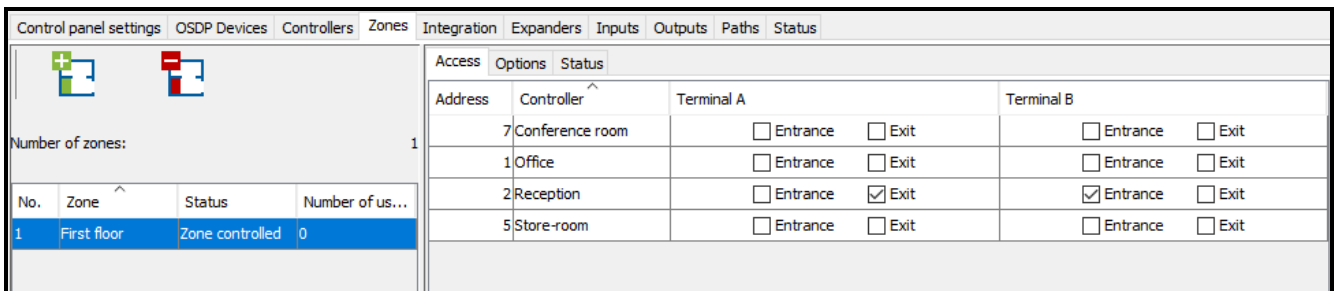 Control panel settings OSDP Devices Controllers Zones Integration Expanders Inputs Outputs Paths Status
Number of zones: 1
No. Zone Status Number of us...
1 First floor Zone controlled 0
Access Options Status
Address Controller Terminal A Terminal B
7 Conference room Entrance Exit Entrance Exit
1 Office Entrance Exit Entrance Exit
2 Reception Entrance Exit Entrance Exit
5 Store-room Entrance Exit Entrance Exit